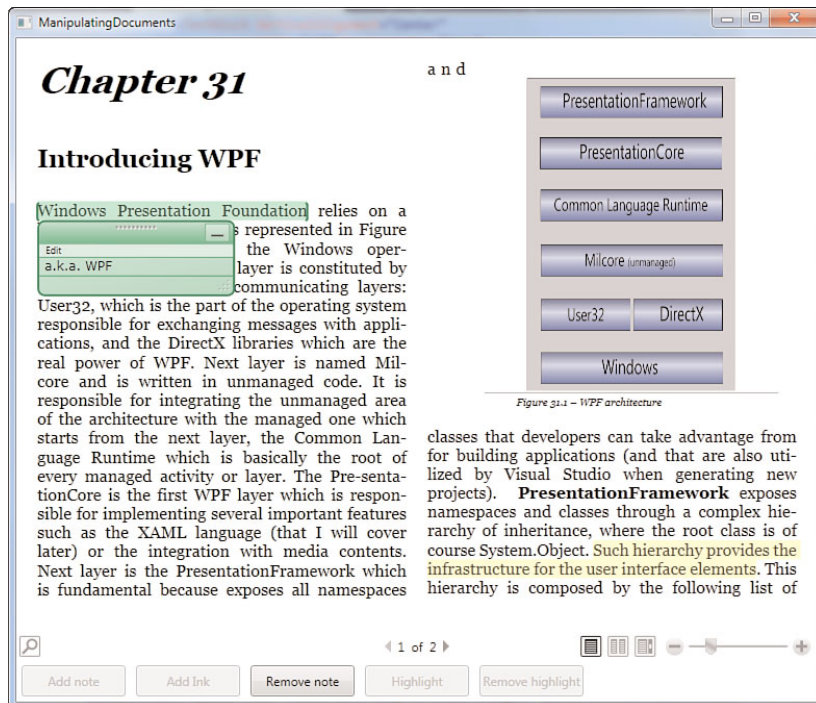 ManipulatingDocuments
Chapter 31
Introducing WPF
Windows Presentation Foundation relies on a
s represented in Figure
Edit
the Windows oper-
a.k.a. WPF
layer is constituted by
communicating layers:
User32, which is the part of the operating system
responsible for exchanging messages with appli-
cations, and the DirectX libraries which are the
real power of WPF. Next layer is named Mil-
core and is written in unmanaged code. It is
responsible for integrating the unmanaged area
of the architecture with the managed one which
starts from the next layer, the Common Lan-
guage Runtime which is basically the root of
every managed activity or layer. The Pre-senta-
tionCore is the first WPF layer which is respon-
sible for implementing several important features
such as the XAML language (that I will cover
later) or the integration with media contents.
Next layer is the PresentationFramework which
is fundamental because exposes all namespaces
and
PresentationFramework
PresentationCore
Common Language Runtime
Milcore (unmanaged)
User32 DirectX
Windows
Figure 31.1 – WPF architecture
classes that developers can take advantage from
for building applications (and that are also uti-
lized by Visual Studio when generating new
projects). PresentationFramework exposes
namespaces and classes through a complex hie-
rarchy of inheritance, where the root class is of
course System.Object. Such hierarchy provides the
infrastructure for the user interface elements. This
hierarchy is composed by the following list of
1 of 2
Add note Add Ink Remove note Highlight Remove highlight